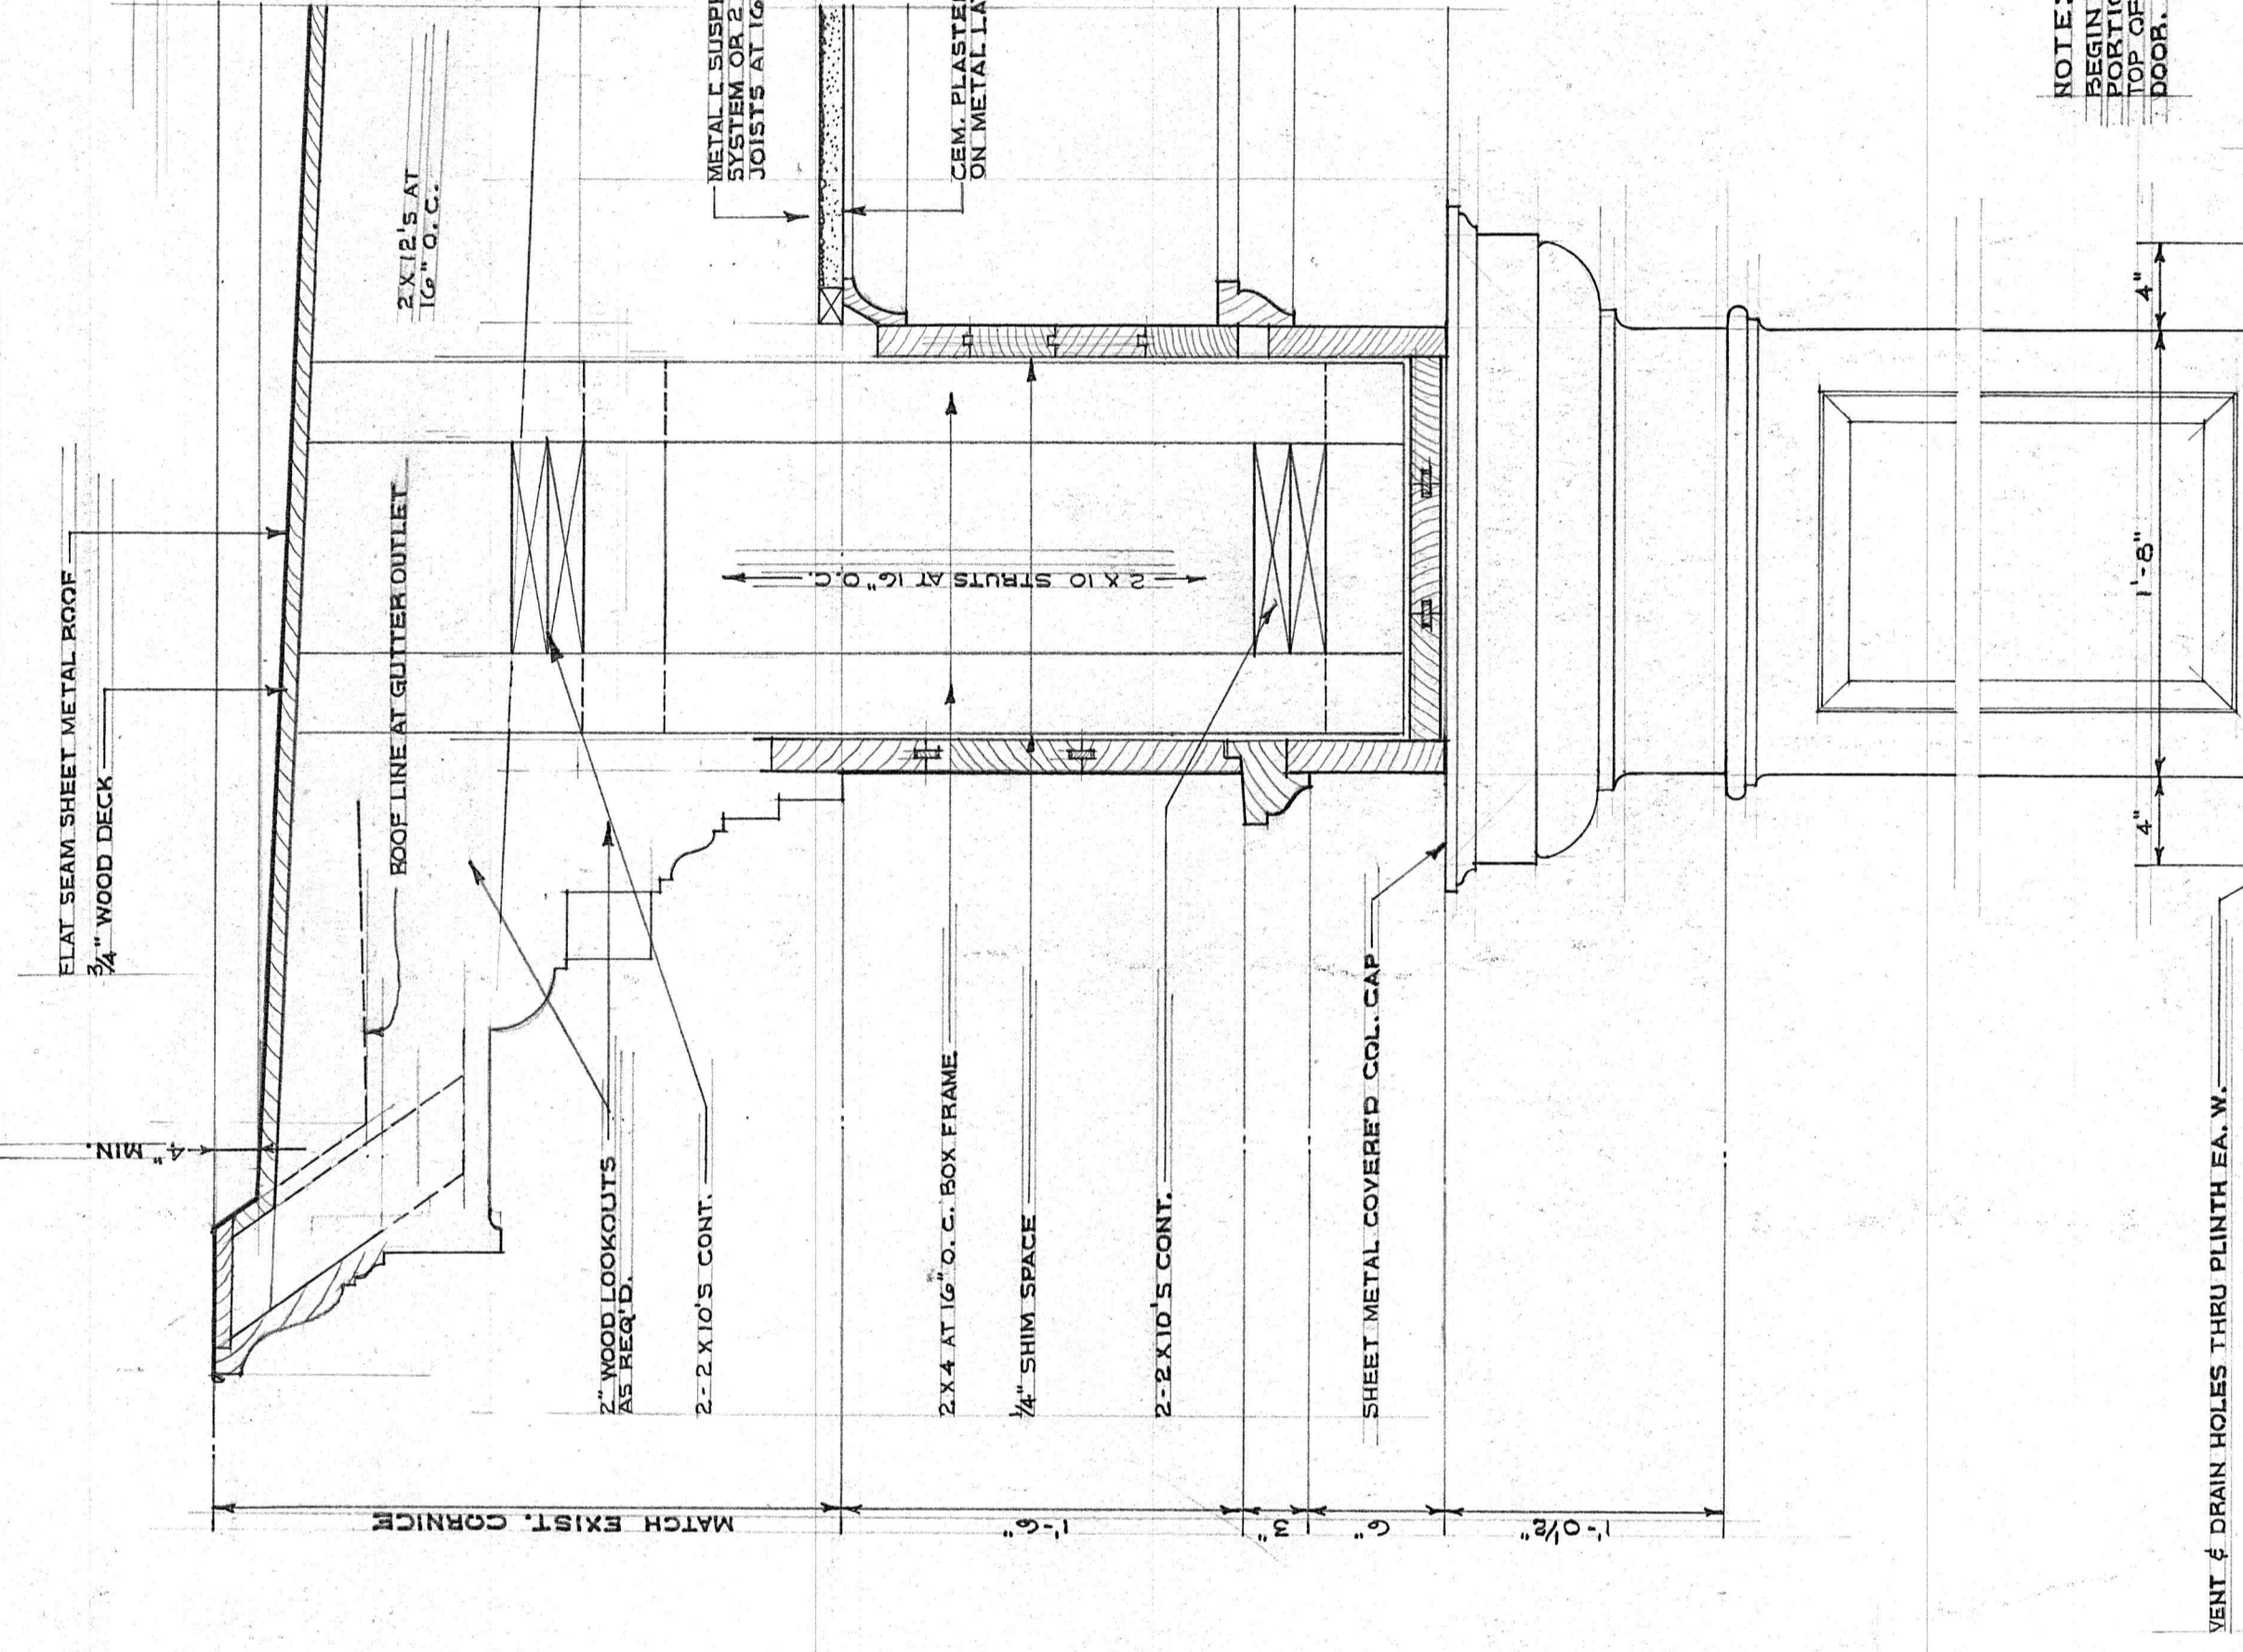 FLAT SEAM SHEET METAL ROOF
3/4" WOOD DECK
ROOF LINE AT GUTTER OUTLET
4" MIN.
2 X 12'S AT
16" O.C.
METAL C SUSP
SYSTEM OR 2
JOISTS AT 16
CEM. PLASTE
ON METAL LA
2 X 10 STRUTS AT 16" O.C.
2" WOOD LOOKOUTS
AS REQ'D.
2 - 2 X 10'S CONT.
2 X 4 AT 16" O.C. BOX FRAME
1/4" SHIM SPACE
2 - 2 X 10'S CONT.
SHEET METAL COVERED COL. CAP
MATCH EXIST. CORNICE
1'-6"
3"
6"
1'-0 1/2"
4"
1'-8"
4"
NOTE:
BEGIN
PORTIO
TOP OF
DOOR.
VENT & DRAIN HOLES THRU PLINTH EA. W.